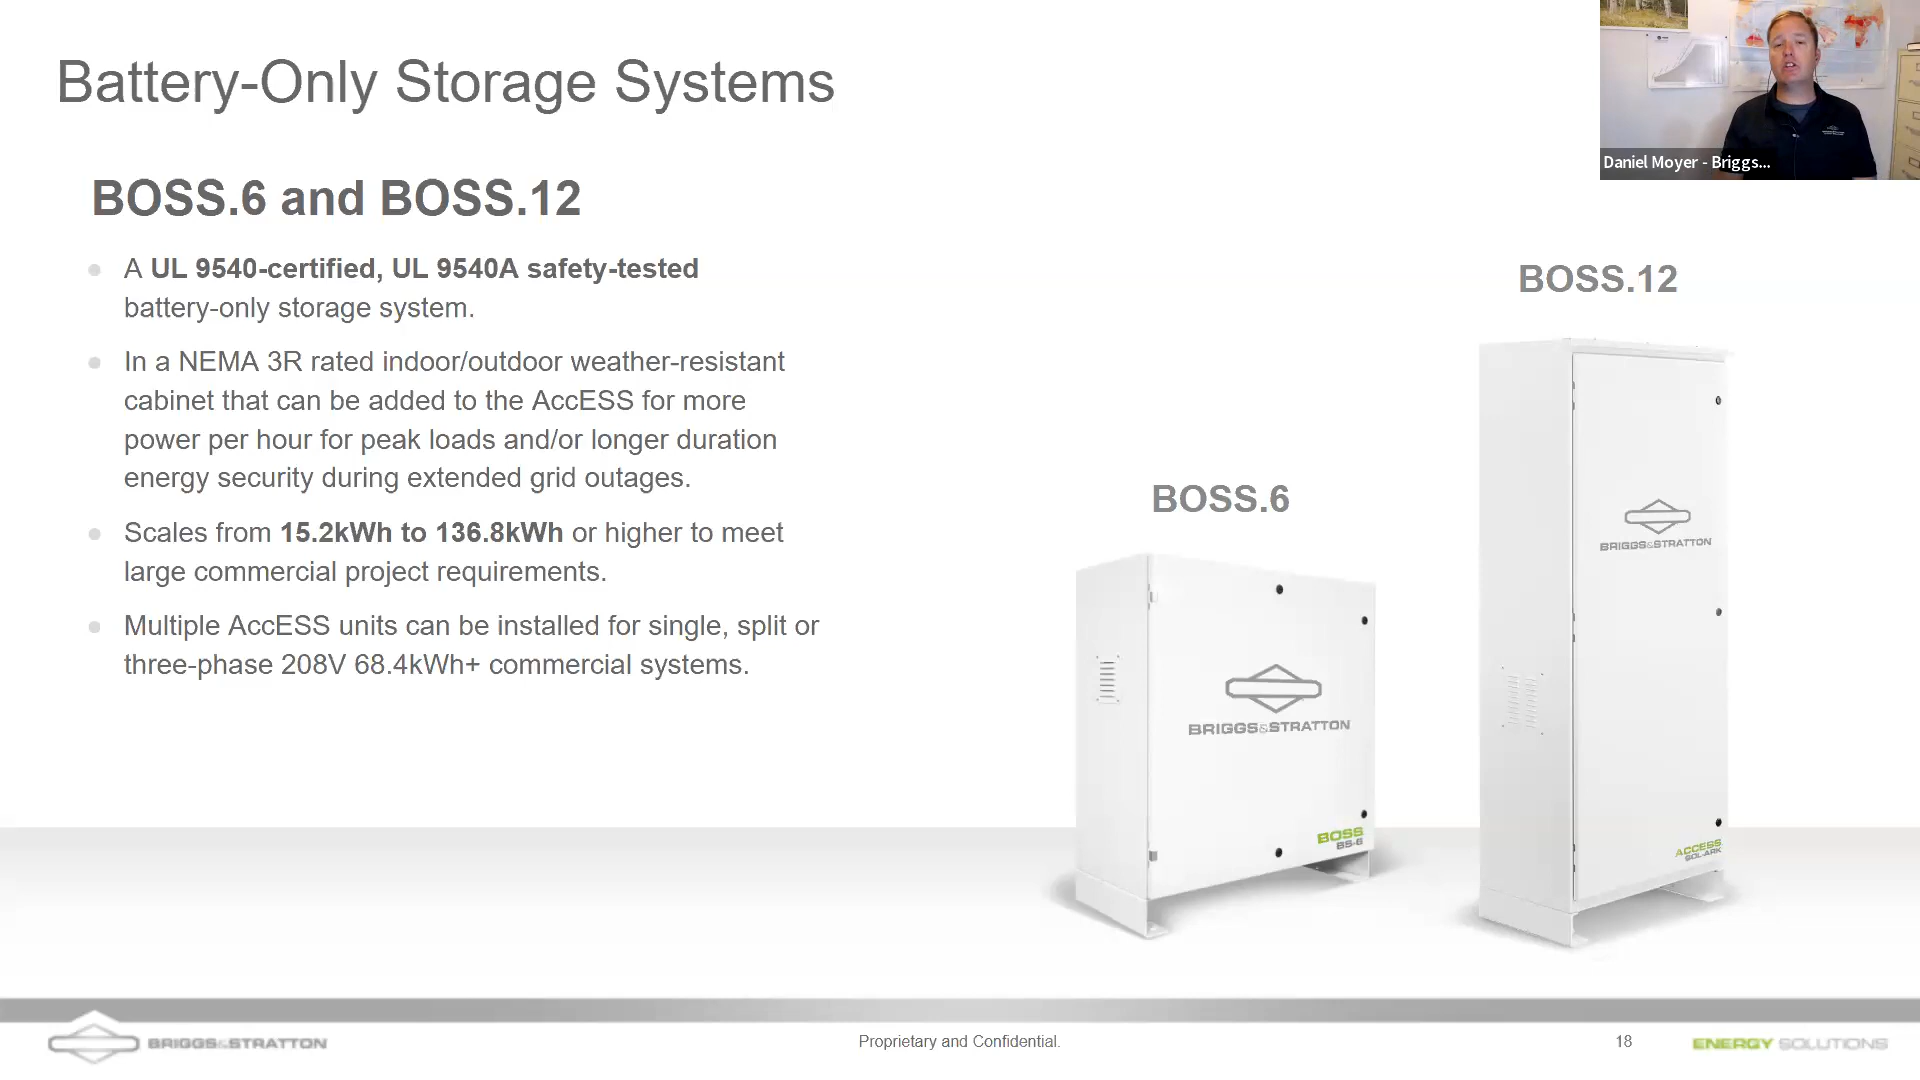 Battery-Only Storage Systems
Daniel Moyer - Briggs...
BOSS.6 and BOSS.12
A UL 9540-certified, UL 9540A safety-tested
battery-only storage system.
In a NEMA 3R rated indoor/outdoor weather-resistant
cabinet that can be added to the AccESS for more
power per hour for peak loads and/or longer duration
energy security during extended grid outages.
Scales from 15.2kWh to 136.8kWh or higher to meet
large commercial project requirements.
Multiple AccESS units can be installed for single, split or
three-phase 208V 68.4kWh+ commercial systems.
BOSS.6
BRIGGS&STRATTON
BOSS
BS-6
BOSS.12
BRIGGS&STRATTON
ACCESS
SOL-ARK
BRIGGS&STRATTON
Proprietary and Confidential.
18
ENERGY SOLUTIONS